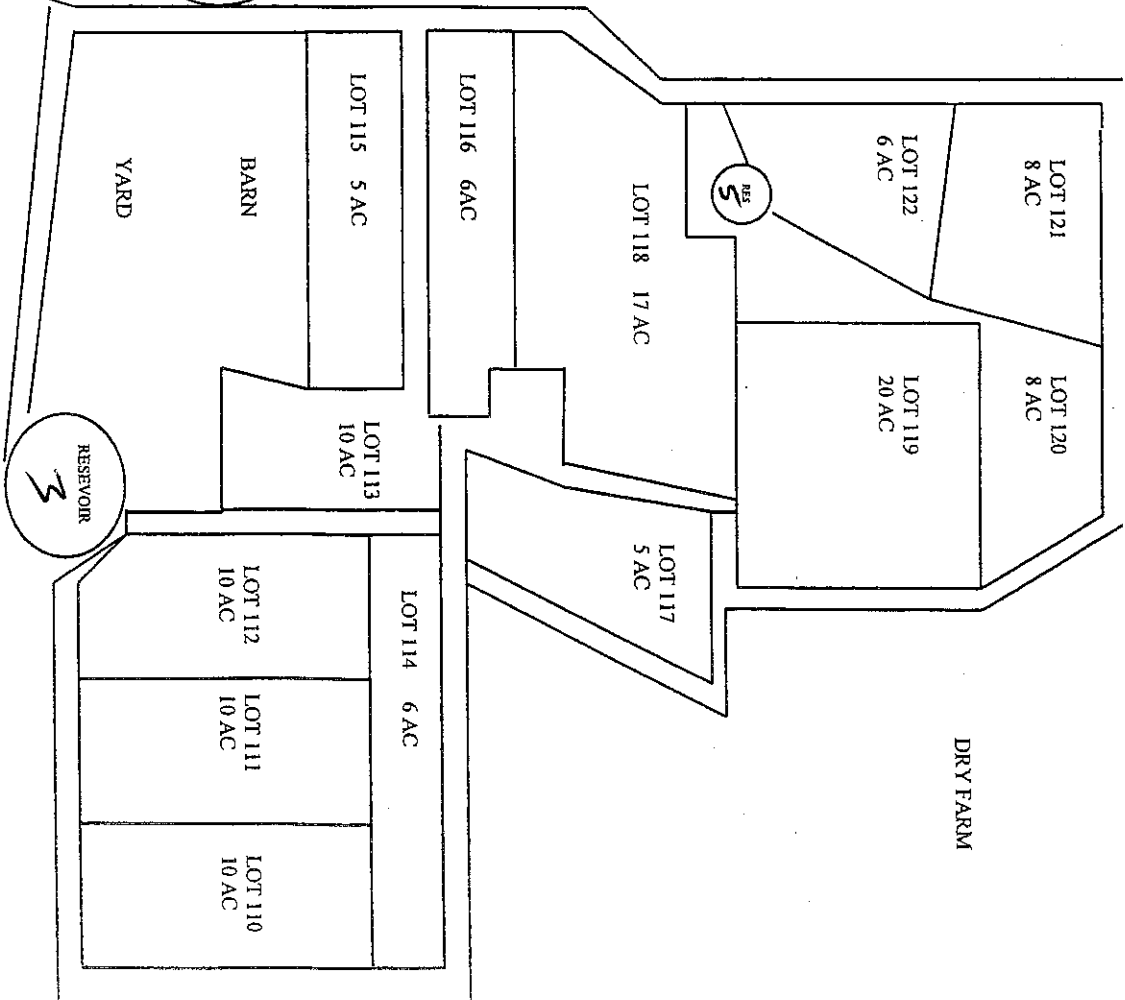 LOT 121
8 AC
LOT 122
6 AC
RES
5
LOT 120
8 AC
LOT 119
20 AC
LOT 118 17 AC
LOT 116 6AC
LOT 115 5 AC
BARN
YARD
LOT 113
10 AC
RESEVOIR
3
LOT 117
5 AC
LOT 114 6 AC
LOT 112
10 AC
LOT 111
10 AC
LOT 110
10 AC
DRY FARM